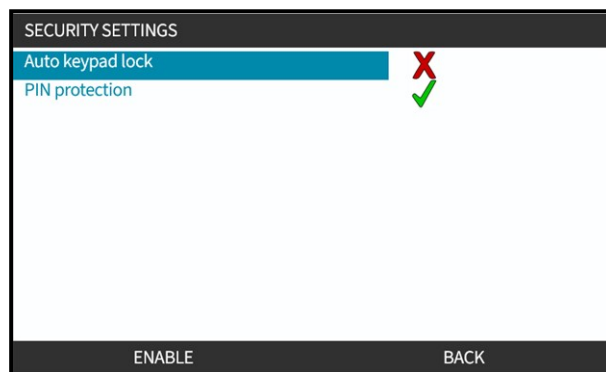 SECURITY SETTINGS
Auto keypad lock
PIN protection
ENABLE BACK